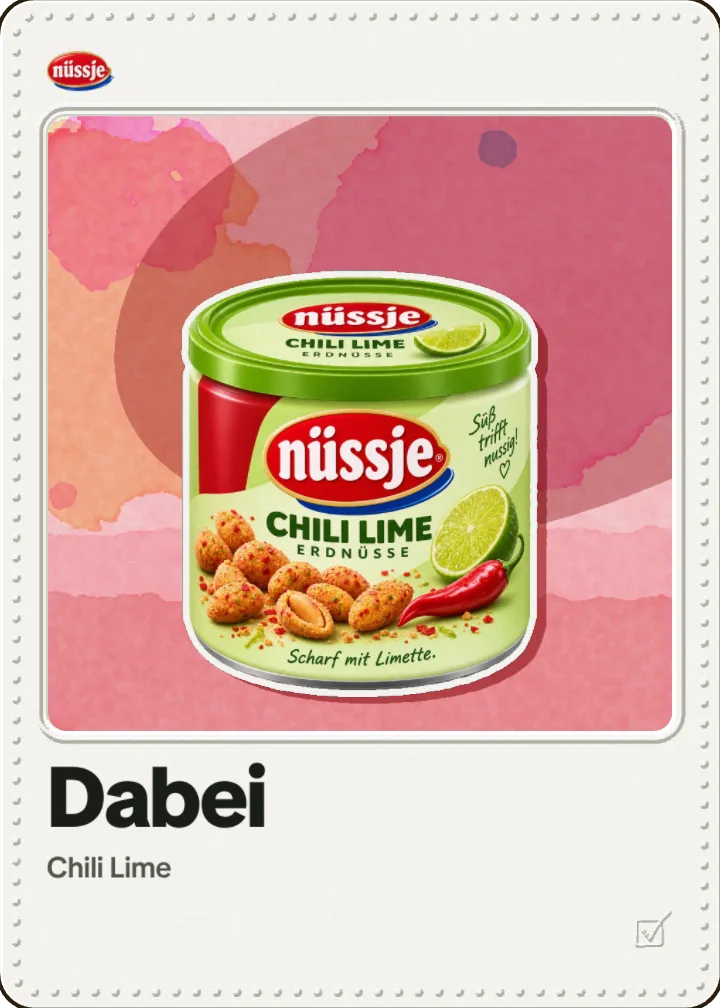 nüssje
nüssje
CHILI LIME
ERDNÜSSE
Süß
trifft
nussig!
nüssje®
CHILI LIME
ERDNÜSSE
Scharf mit Limette.
Dabei
Chili Lime